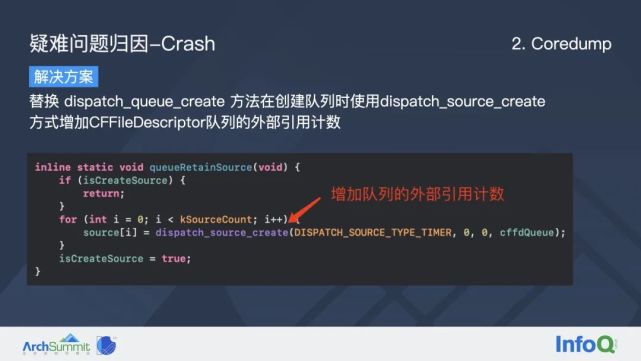 疑难问题归因-Crash
2. Coredump
解决方案
替换 dispatch_queue_create 方法在创建队列时使用dispatch_source_create
方式增加CFFileDescriptor队列的外部引用计数
inline static void queueRetainSource(void) {
    if (isCreateSource) {
        return;
    }
    for (int i = 0; i < kSourceCount; i++) {
        source[i] = dispatch_source_create(DISPATCH_SOURCE_TYPE_TIMER, 0, 0, cffdQueue);
    }
    isCreateSource = true;
}
增加队列的外部引用计数
ArchSummit
InfoQ